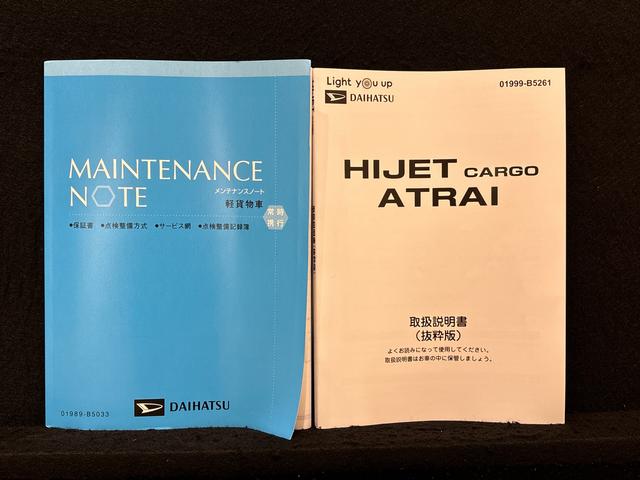 MAINTENANCE
NOTE
メンテナンスノート
軽貨物車
常時
携行
●保証書 ●点検整備方式 ●サービス網 ●点検整備記録簿
01989-B5033
DAIHATSU
Light you up
DAIHATSU
01999-B5261
HIJET CARGO
ATRAI
取扱説明書
(抜粋版)
よくお読みになって使用してください。
取扱説明書はお車の中に保管しましょう。